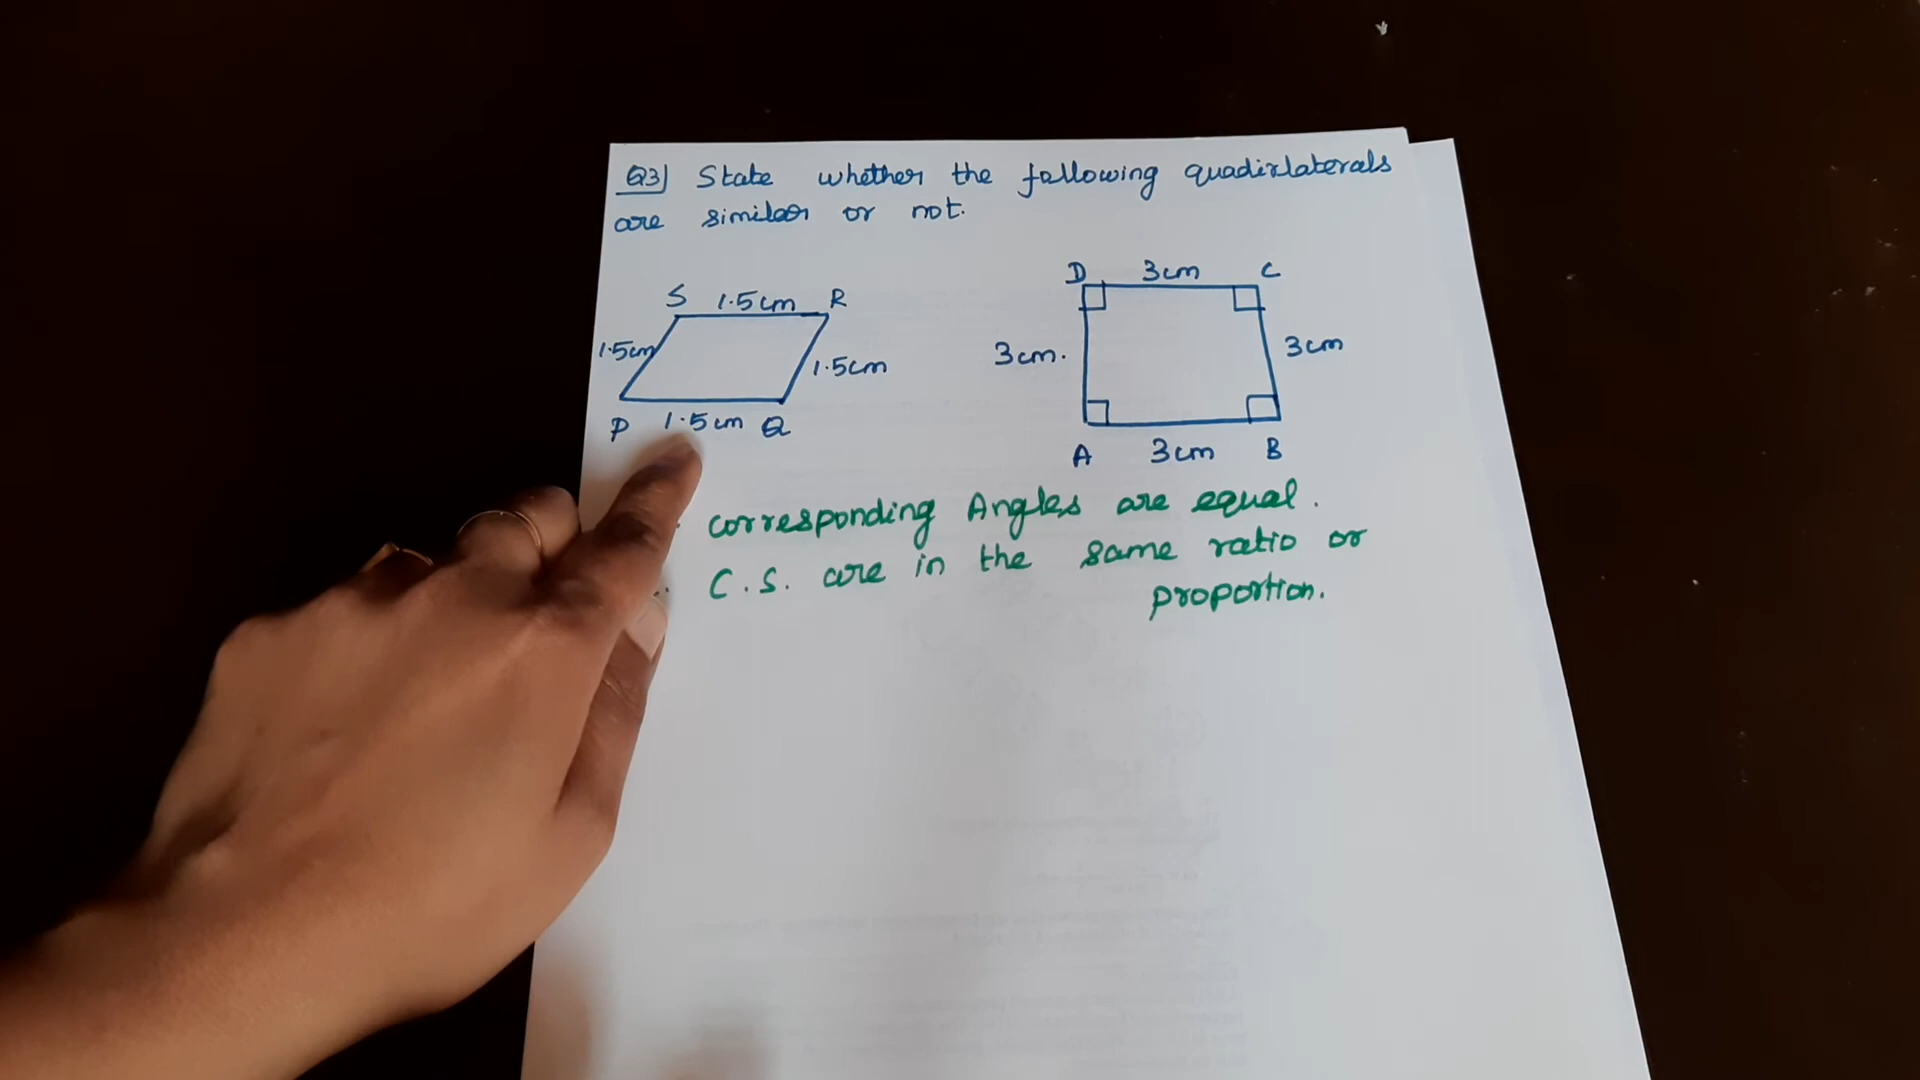 Q3) State whether the following quadirlaterals
are similar or not.
D 3cm C
S 1.5cm R
1.5cm
1.5cm
3cm.
3cm
P 1.5cm Q
A 3cm B
corresponding Angles are equal.
C.S. are in the same ratio or
proportion.